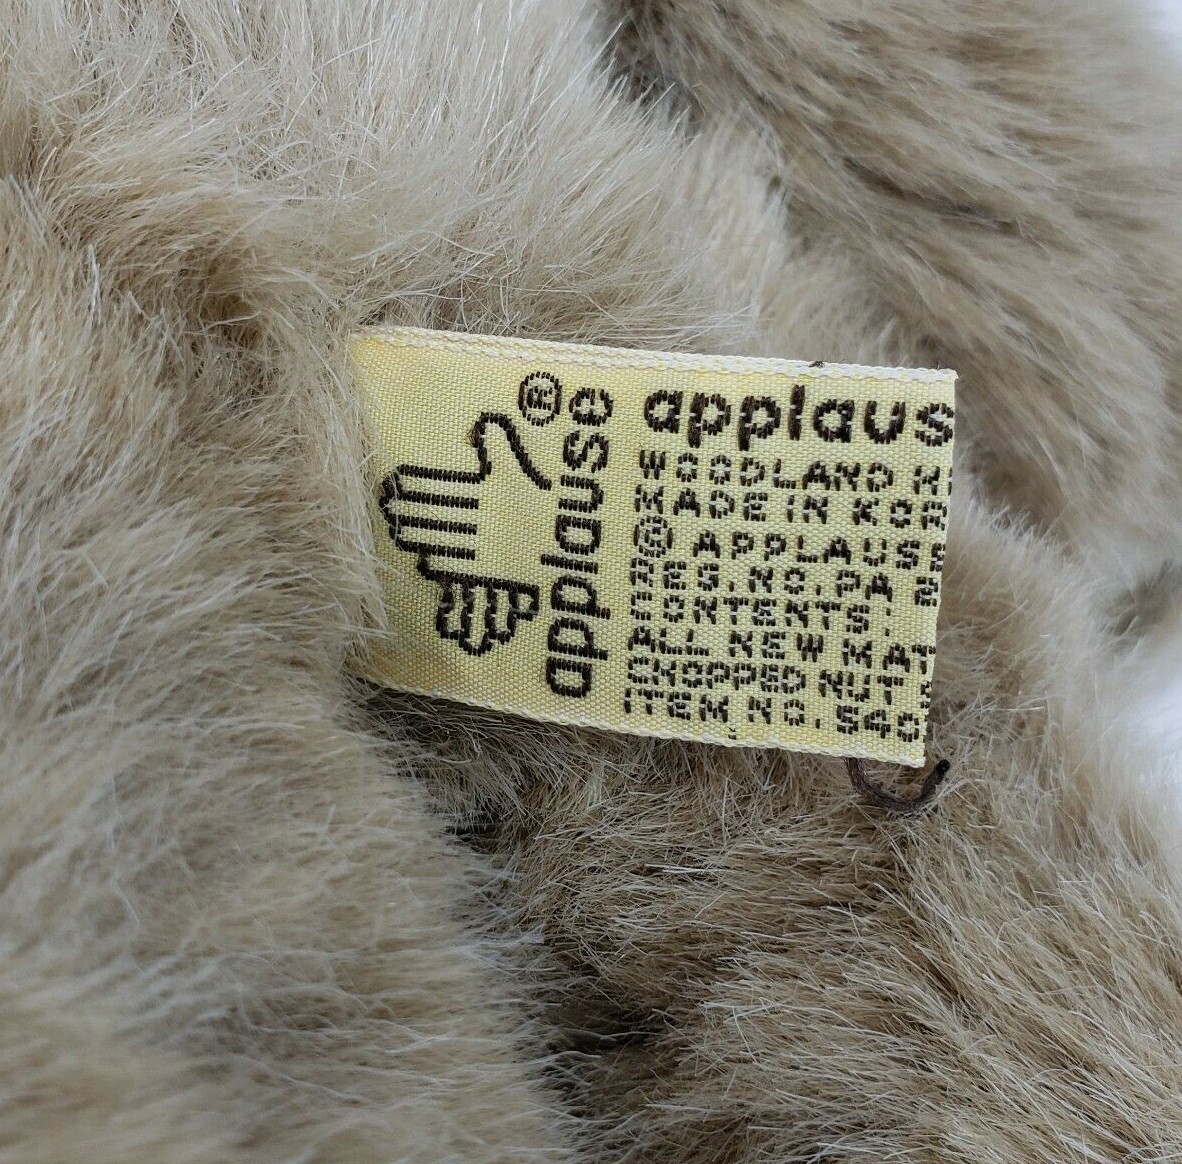 ®
applause
applaus
WOODLAND H
MADE IN KOR
® APPLAUSE
REG. NO. PA 2
CONTENTS:
ALL NEW MAT
CHOPPED NUT
ITEM NO. 540